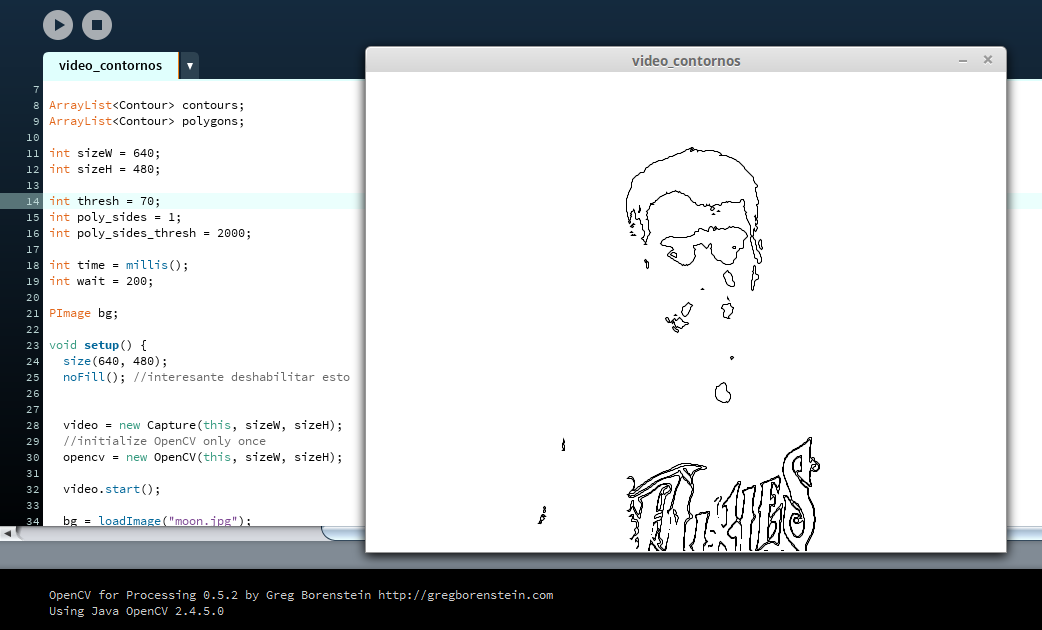 video_contornos
video_contornos
7
8 ArrayList<Contour> contours;
9 ArrayList<Contour> polygons;
10
11 int sizeW = 640;
12 int sizeH = 480;
13
14 int thresh = 70;
15 int poly_sides = 1;
16 int poly_sides_thresh = 2000;
17
18 int time = millis();
19 int wait = 200;
20
21 PImage bg;
22
23 void setup() {
24 size(640, 480);
25 noFill(); //interesante deshabilitar esto
26
27
28 video = new Capture(this, sizeW, sizeH);
29 //initialize OpenCV only once
30 opencv = new OpenCV(this, sizeW, sizeH);
31
32 video.start();
33
34 bg = loadImage("moon.jpg");
OpenCV for Processing 0.5.2 by Greg Borenstein http://gregborenstein.com
Using Java OpenCV 2.4.5.0